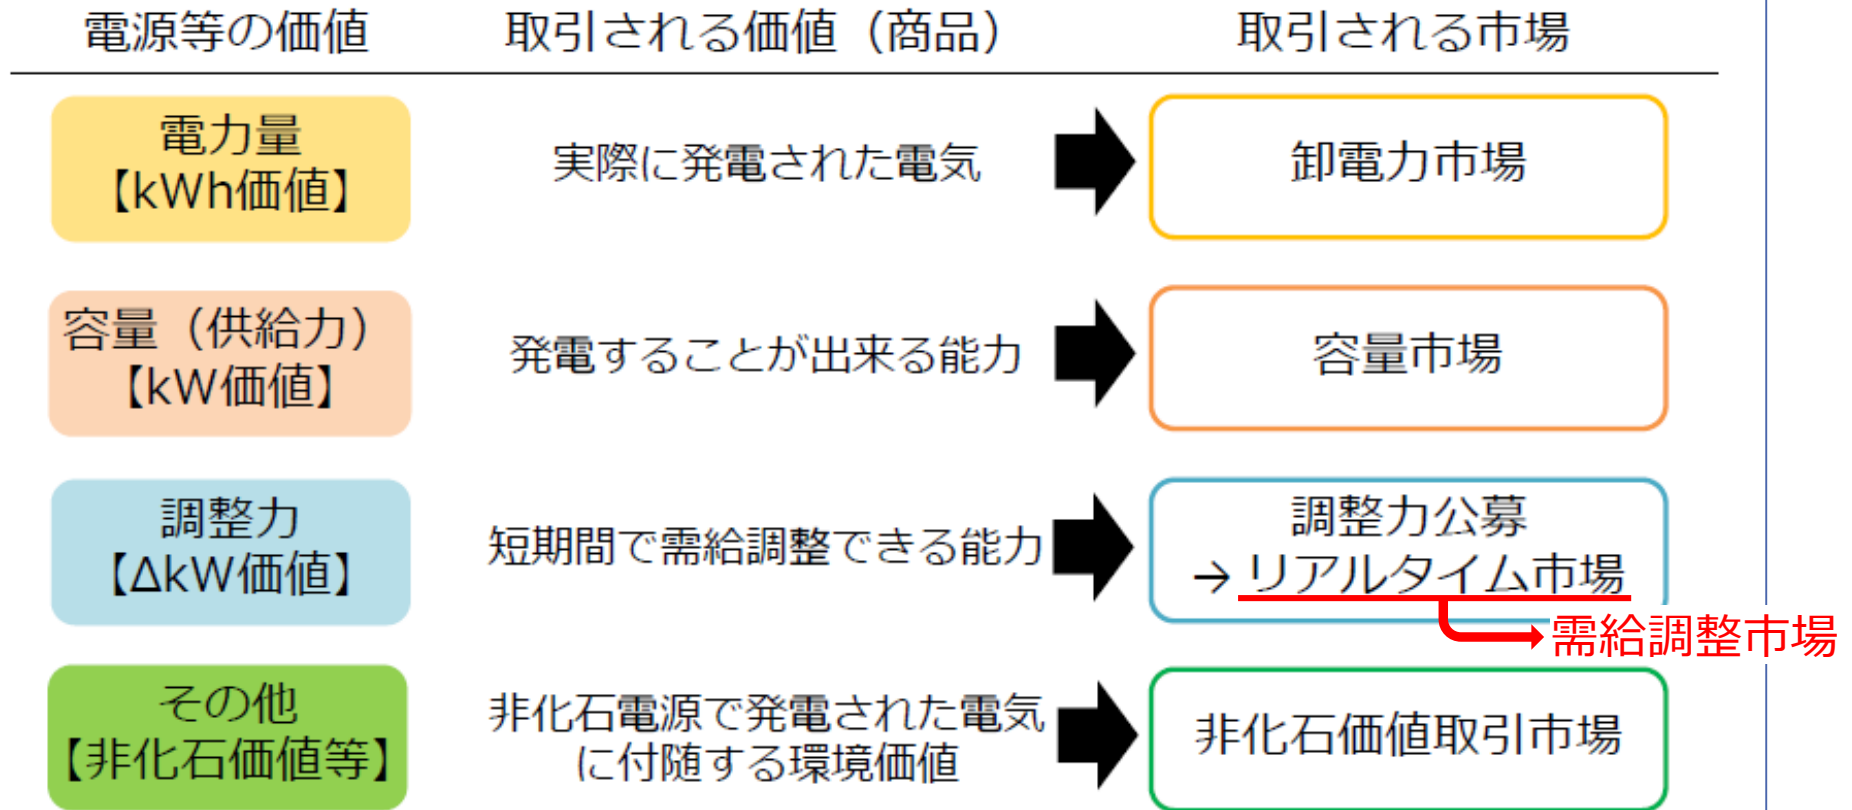 電源等の価値
取引される価値（商品）
取引される市場
電力量
【kWh価値】
実際に発電された電気
卸電力市場
容量（供給力）
【kW価値】
発電することが出来る能力
容量市場
調整力
【ΔkW価値】
短期間で需給調整できる能力
調整力公募
→ リアルタイム市場
需給調整市場
その他
【非化石価値等】
非化石電源で発電された電気
に付随する環境価値
非化石価値取引市場